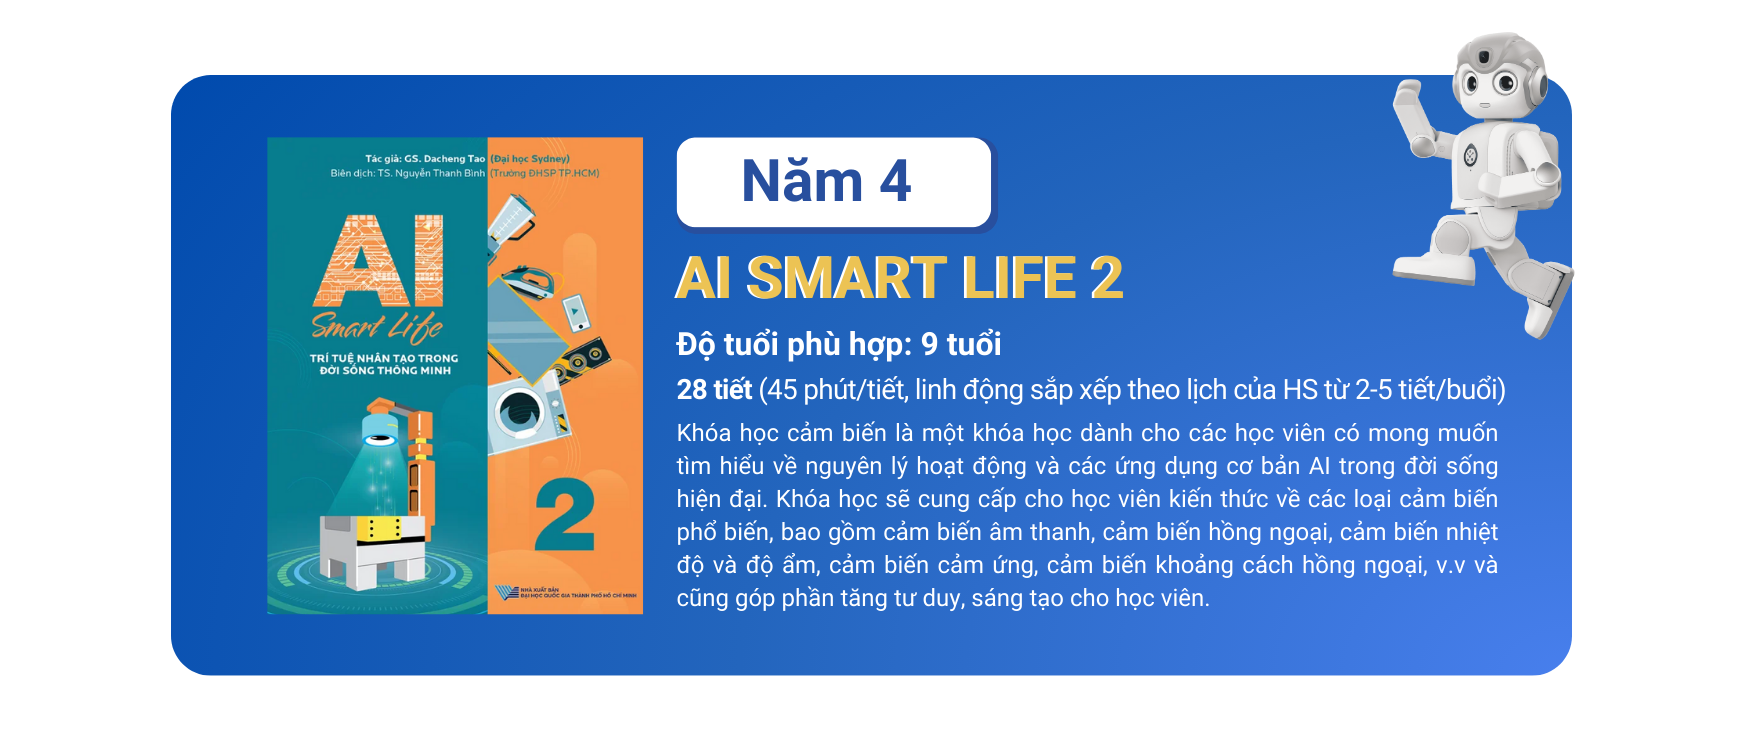 Tác giả: GS. Dacheng Tao (Đại học Sydney)
Biên dịch: TS. Nguyễn Thanh Bình (Trường ĐHSP TP.HCM)
AI
Smart Life
TRÍ TUỆ NHÂN TẠO TRONG
ĐỜI SỐNG THÔNG MINH
2
NHÀ XUẤT BẢN
ĐẠI HỌC QUỐC GIA THÀNH PHỐ HỒ CHÍ MINH
Năm 4
AI SMART LIFE 2
Độ tuổi phù hợp: 9 tuổi
28 tiết (45 phút/tiết, linh động sắp xếp theo lịch của HS từ 2-5 tiết/buổi)
Khóa học cảm biến là một khóa học dành cho các học viên có mong muốn
tìm hiểu về nguyên lý hoạt động và các ứng dụng cơ bản AI trong đời sống
hiện đại. Khóa học sẽ cung cấp cho học viên kiến thức về các loại cảm biến
phổ biến, bao gồm cảm biến âm thanh, cảm biến hồng ngoại, cảm biến nhiệt
độ và độ ẩm, cảm biến cảm ứng, cảm biến khoảng cách hồng ngoại, v.v và
cũng góp phần tăng tư duy, sáng tạo cho học viên.